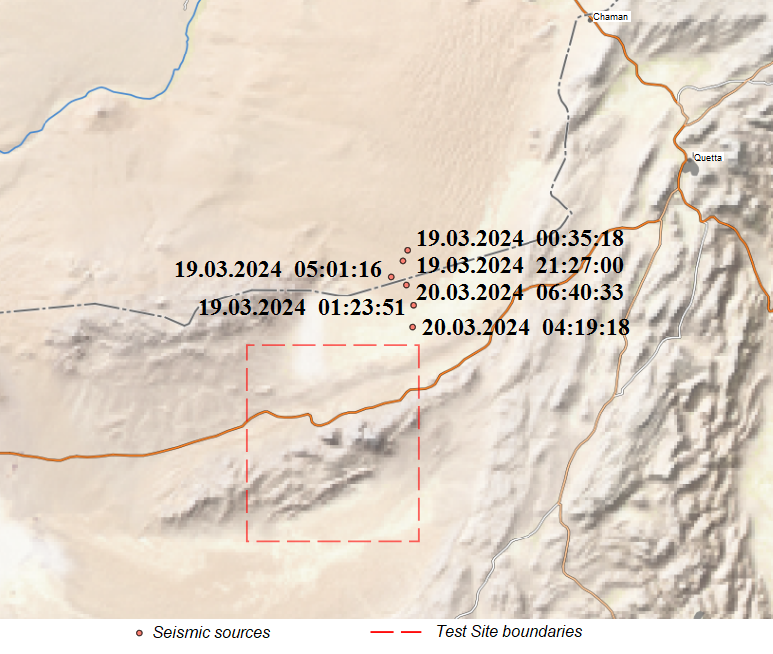 Chaman
Quetta
19.03.2024 00:35:18
19.03.2024 05:01:16
19.03.2024 21:27:00
20.03.2024 06:40:33
19.03.2024 01:23:51
20.03.2024 04:19:18
Seismic sources
Test Site boundaries